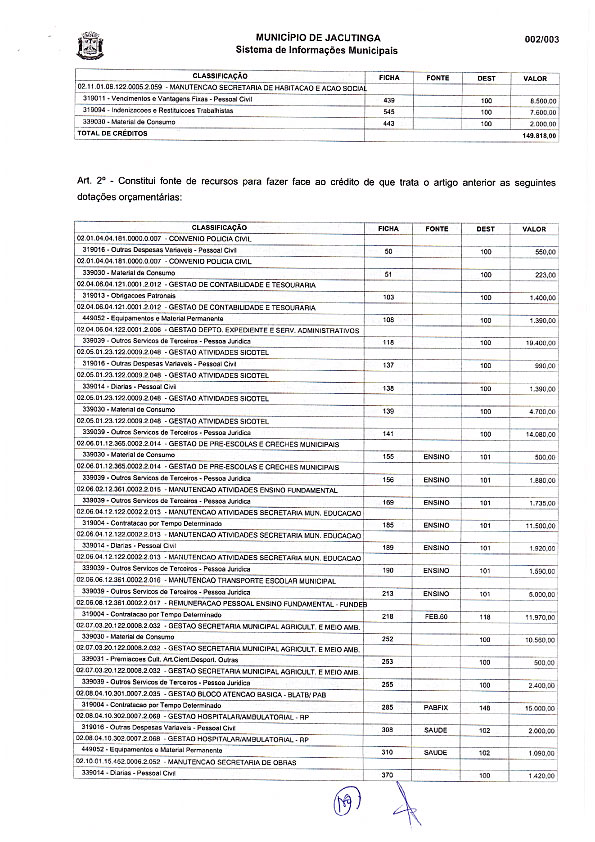 MUNICÍPIO DE JACUTINGA
002/003
Sistema de Informações Municipais
CLASSIFICAÇÃO FICHA FONTE DEST VALOR
02.11.01.08.122.0005.2.059 - MANUTENCAO SECRETARIA DE HABITACAO E ACAO SOCIAL
319011 - Vencimentos e Vantagens Fixas - Pessoal Civil 439 100 8.500,00
319094 - Indenizacoes e Restituicoes Trabalhistas 545 100 7.600,00
339030 - Material de Consumo 443 100 2.000,00
TOTAL DE CRÉDITOS 149.818,00
Art. 2º - Constitui fonte de recursos para fazer face ao crédito de que trata o artigo anterior as seguintes
dotações orçamentárias:
CLASSIFICAÇÃO FICHA FONTE DEST VALOR
02.01.04.04.181.0000.0.007 - CONVENIO POLICIA CIVIL
319016 - Outras Despesas Variaveis - Pessoal Civil 50 100 550,00
02.01.04.04.181.0000.0.007 - CONVENIO POLICIA CIVIL
339030 - Material de Consumo 51 100 223,00
02.04.06.04.121.0001.2.012 - GESTAO DE CONTABILIDADE E TESOURARIA
319013 - Obrigacoes Patronais 103 100 1.400,00
02.04.06.04.121.0001.2.012 - GESTAO DE CONTABILIDADE E TESOURARIA
449052 - Equipamentos e Material Permanente 108 100 1.390,00
02.04.06.04.122.0001.2.006 - GESTAO DEPTO. EXPEDIENTE E SERV. ADMINISTRATIVOS
339039 - Outros Servicos de Terceiros - Pessoa Juridica 118 100 19.400,00
02.05.01.23.122.0009.2.048 - GESTAO ATIVIDADES SICOTEL
319016 - Outras Despesas Variaveis - Pessoal Civil 137 100 990,00
02.05.01.23.122.0009.2.048 - GESTAO ATIVIDADES SICOTEL
339014 - Diarias - Pessoal Civil 138 100 1.390,00
02.05.01.23.122.0009.2.048 - GESTAO ATIVIDADES SICOTEL
339030 - Material de Consumo 139 100 4.700,00
02.05.01.23.122.0009.2.048 - GESTAO ATIVIDADES SICOTEL
339039 - Outros Servicos de Terceiros - Pessoa Juridica 141 100 14.080,00
02.06.01.12.365.0002.2.014 - GESTAO DE PRE-ESCOLAS E CRECHES MUNICIPAIS
339030 - Material de Consumo 155 ENSINO 101 500,00
02.06.01.12.365.0002.2.014 - GESTAO DE PRE-ESCOLAS E CRECHES MUNICIPAIS
339039 - Outros Servicos de Terceiros - Pessoa Juridica 156 ENSINO 101 1.880,00
02.06.02.12.361.0002.2.015 - MANUTENCAO ATIVIDADES ENSINO FUNDAMENTAL
339039 - Outros Servicos de Terceiros - Pessoa Juridica 169 ENSINO 101 1.735,00
02.06.04.12.122.0002.2.013 - MANUTENCAO ATIVIDADES SECRETARIA MUN. EDUCACAO
319004 - Contratacao por Tempo Determinado 185 ENSINO 101 11.500,00
02.06.04.12.122.0002.2.013 - MANUTENCAO ATIVIDADES SECRETARIA MUN. EDUCACAO
339014 - Diarias - Pessoal Civil 189 ENSINO 101 1.920,00
02.06.04.12.122.0002.2.013 - MANUTENCAO ATIVIDADES SECRETARIA MUN. EDUCACAO
339039 - Outros Servicos de Terceiros - Pessoa Juridica 190 ENSINO 101 1.590,00
02.06.06.12.361.0002.2.016 - MANUTENCAO TRANSPORTE ESCOLAR MUNICIPAL
339039 - Outros Servicos de Terceiros - Pessoa Juridica 213 ENSINO 101 5.000,00
02.06.08.12.361.0002.2.017 - REMUNERACAO PESSOAL ENSINO FUNDAMENTAL - FUNDEB
319004 - Contratacao por Tempo Determinado 218 FEB.60 118 11.970,00
02.07.03.20.122.0008.2.032 - GESTAO SECRETARIA MUNICIPAL AGRICULT. E MEIO AMB.
339030 - Material de Consumo 252 100 10.560,00
02.07.03.20.122.0008.2.032 - GESTAO SECRETARIA MUNICIPAL AGRICULT. E MEIO AMB.
339031 - Premiacoes Cult. Art.Cient.Desport. Outras 253 100 500,00
02.07.03.20.122.0008.2.032 - GESTAO SECRETARIA MUNICIPAL AGRICULT. E MEIO AMB.
339039 - Outros Servicos de Terceiros - Pessoa Juridica 255 100 2.400,00
02.08.04.10.301.0007.2.035 - GESTAO BLOCO ATENCAO BASICA - BLATB/ PAB
319004 - Contratacao por Tempo Determinado 285 PABFIX 148 15.000,00
02.08.04.10.302.0007.2.068 - GESTAO HOSPITALAR/AMBULATORIAL - RP
319016 - Outras Despesas Variaveis - Pessoal Civil 308 SAUDE 102 2.000,00
02.08.04.10.302.0007.2.068 - GESTAO HOSPITALAR/AMBULATORIAL - RP
449052 - Equipamentos e Material Permanente 310 SAUDE 102 1.090,00
02.10.01.15.452.0006.2.052 - MANUTENCAO SECRETARIA DE OBRAS
339014 - Diarias - Pessoal Civil 370 100 1.420,00